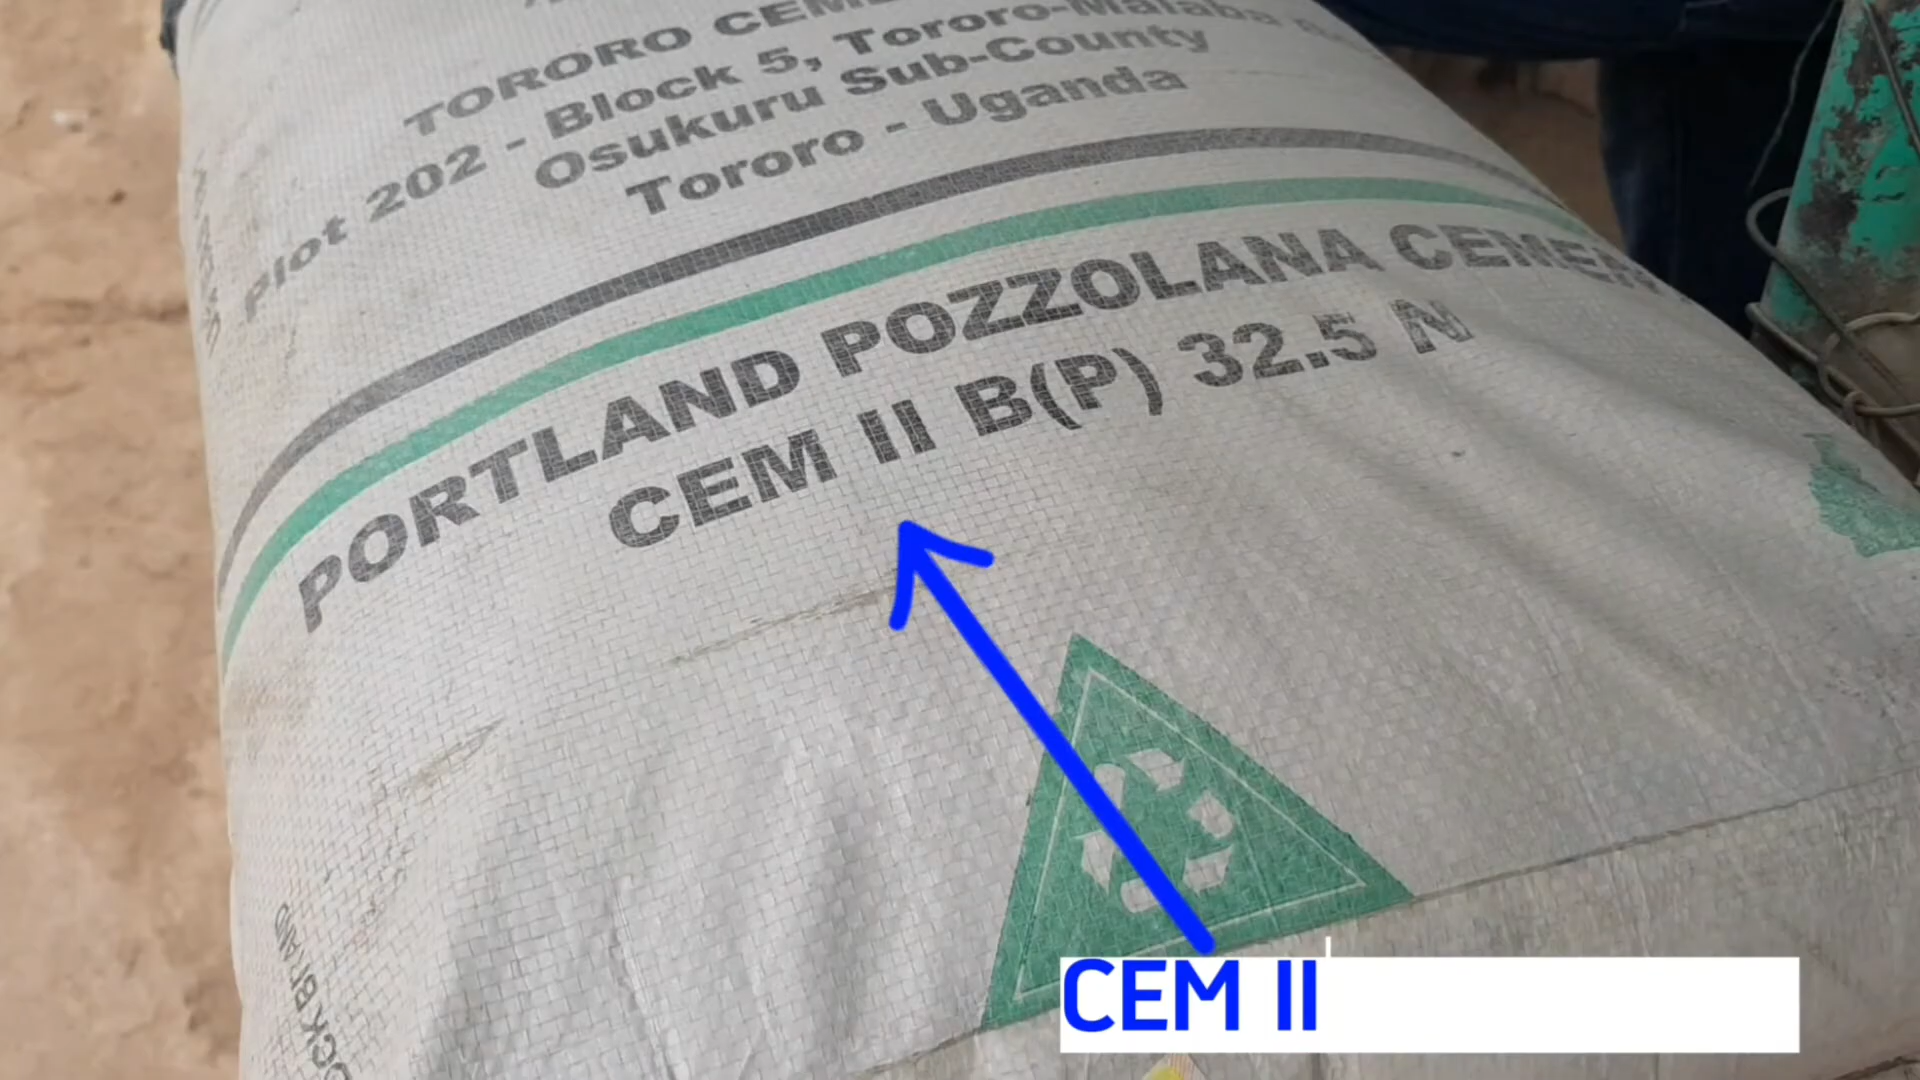 TORORO CEMENT
Plot 202 - Block 5, Tororo-Malaba
Osukuru Sub-County
Tororo - Uganda
PORTLAND POZZOLANA CEMEN
CEM II B(P) 32.5 N
CEM II